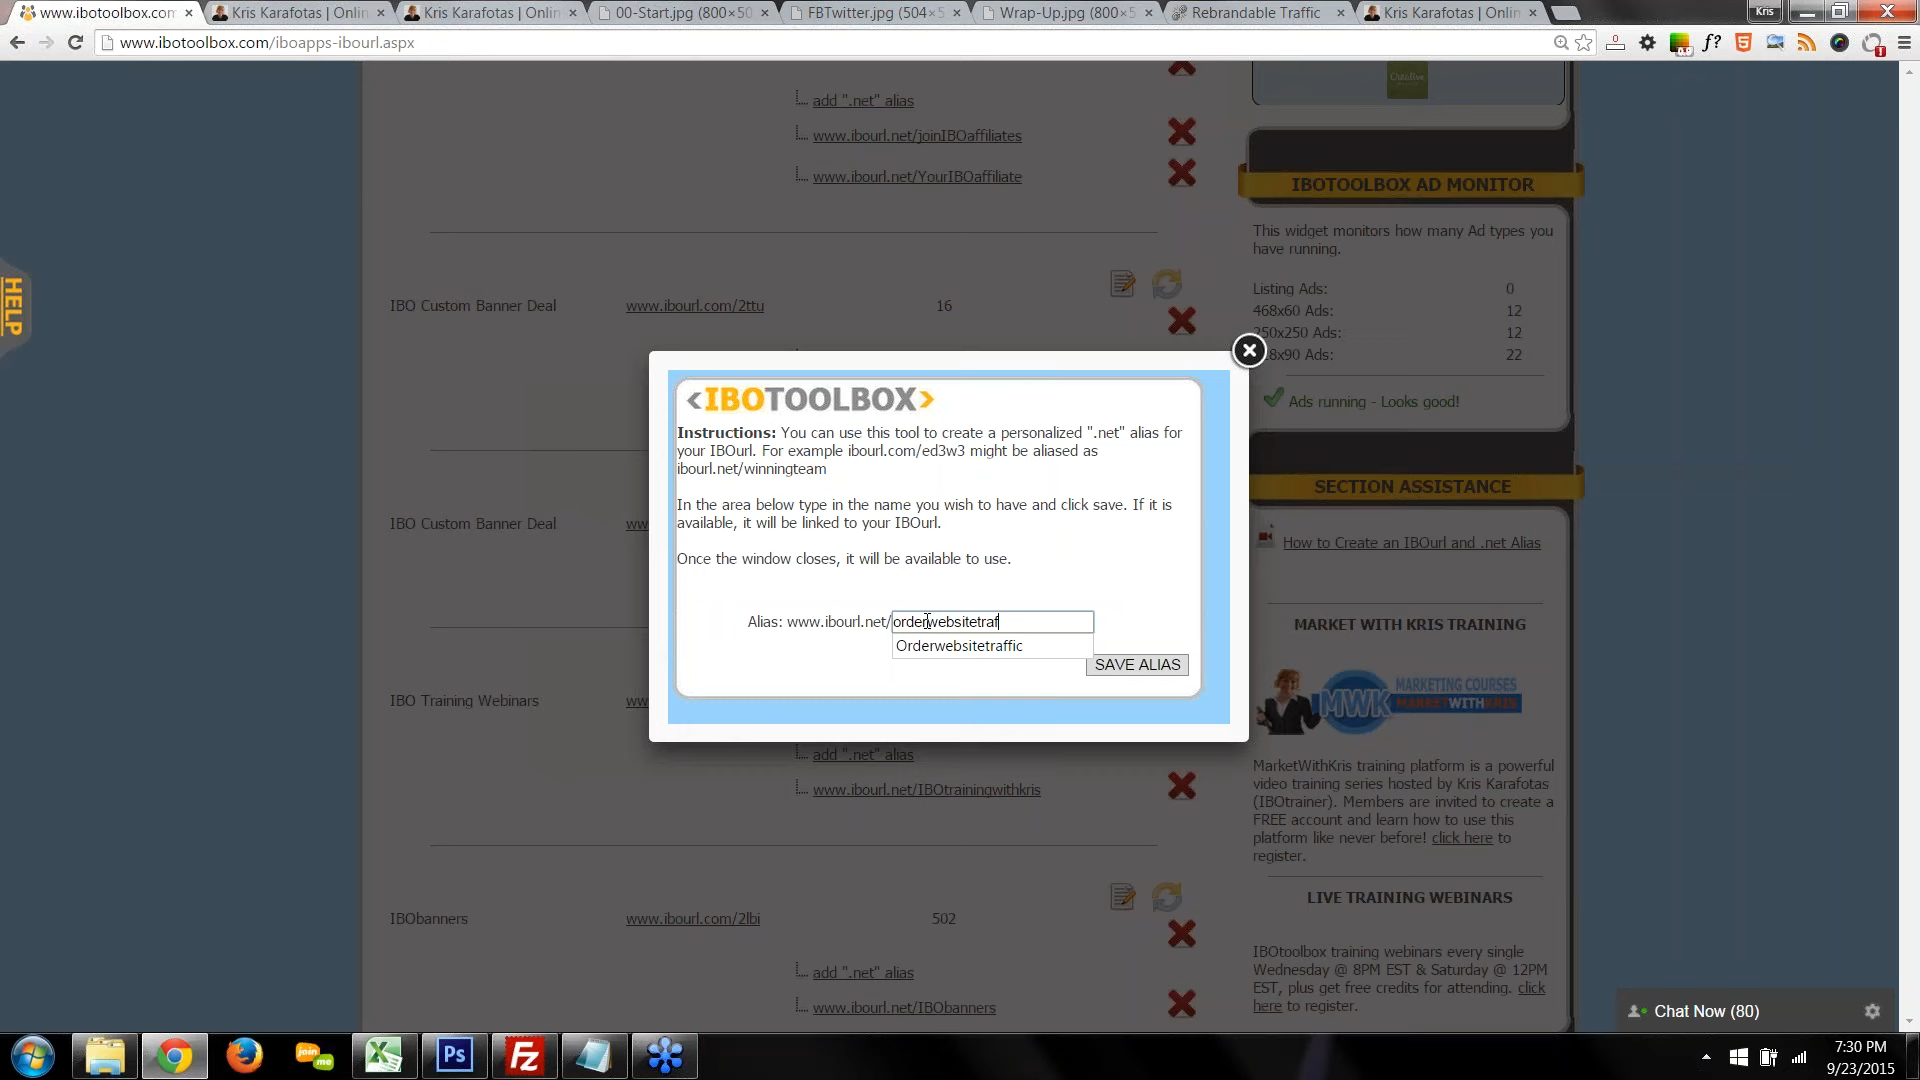 www.ibotoolbox.com
Kris Karafotas | Onlin
Kris Karafotas | Onlin
00-Start.jpg (800×50
FBTwitter.jpg (504×5
Wrap-Up.jpg (800×5
Rebrandable Traffic
Kris Karafotas | Onlin
Kris
www.ibotoolbox.com/iboapps-ibourl.aspx
HELP
add ".net" alias
www.ibourl.net/joinIBOaffiliates
www.ibourl.net/YourIBOaffiliate
IBO Custom Banner Deal
www.ibourl.com/2ttu
16
IBO Custom Banner Deal
IBO Training Webinars
add ".net" alias
www.ibourl.net/IBOtrainingwithkris
IBObanners
www.ibourl.com/2lbi
502
add ".net" alias
www.ibourl.net/IBObanners
<IBOTOOLBOX>
Instructions: You can use this tool to create a personalized ".net" alias for
your IBOurl. For example ibourl.com/ed3w3 might be aliased as
ibourl.net/winningteam
In the area below type in the name you wish to have and click save. If it is
available, it will be linked to your IBOurl.
Once the window closes, it will be available to use.
Alias: www.ibourl.net/orderwebsitetraf
Orderwebsitetraffic
SAVE ALIAS
Creative
IBOTOOLBOX AD MONITOR
This widget monitors how many Ad types you
have running.
Listing Ads: 0
468x60 Ads: 12
250x250 Ads: 12
8x90 Ads: 22
Ads running - Looks good!
SECTION ASSISTANCE
How to Create an IBOurl and .net Alias
MARKET WITH KRIS TRAINING
MWK MARKETING COURSES
MARKETWITHKRIS
MarketWithKris training platform is a powerful
video training series hosted by Kris Karafotas
(IBOtrainer). Members are invited to create a
FREE account and learn how to use this
platform like never before! click here to
register.
LIVE TRAINING WEBINARS
IBOtoolbox training webinars every single
Wednesday @ 8PM EST & Saturday @ 12PM
EST, plus get free credits for attending. click
here to register.
Chat Now (80)
join me
Ps
Fz
7:30 PM
9/23/2015